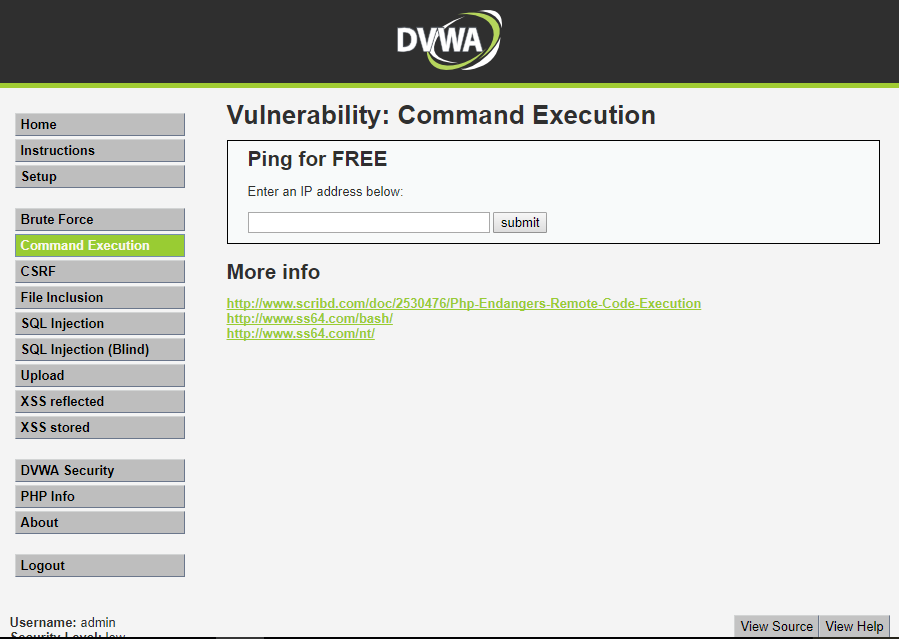 DVWA
Home
Instructions
Setup
Brute Force
Command Execution
CSRF
File Inclusion
SQL Injection
SQL Injection (Blind)
Upload
XSS reflected
XSS stored
DVWA Security
PHP Info
About
Logout
Vulnerability: Command Execution
Ping for FREE
Enter an IP address below:
submit
More info
http://www.scribd.com/doc/2530476/Php-Endangers-Remote-Code-Execution
http://www.ss64.com/bash/
http://www.ss64.com/nt/
Username: admin
Security Level: low
View Source View Help